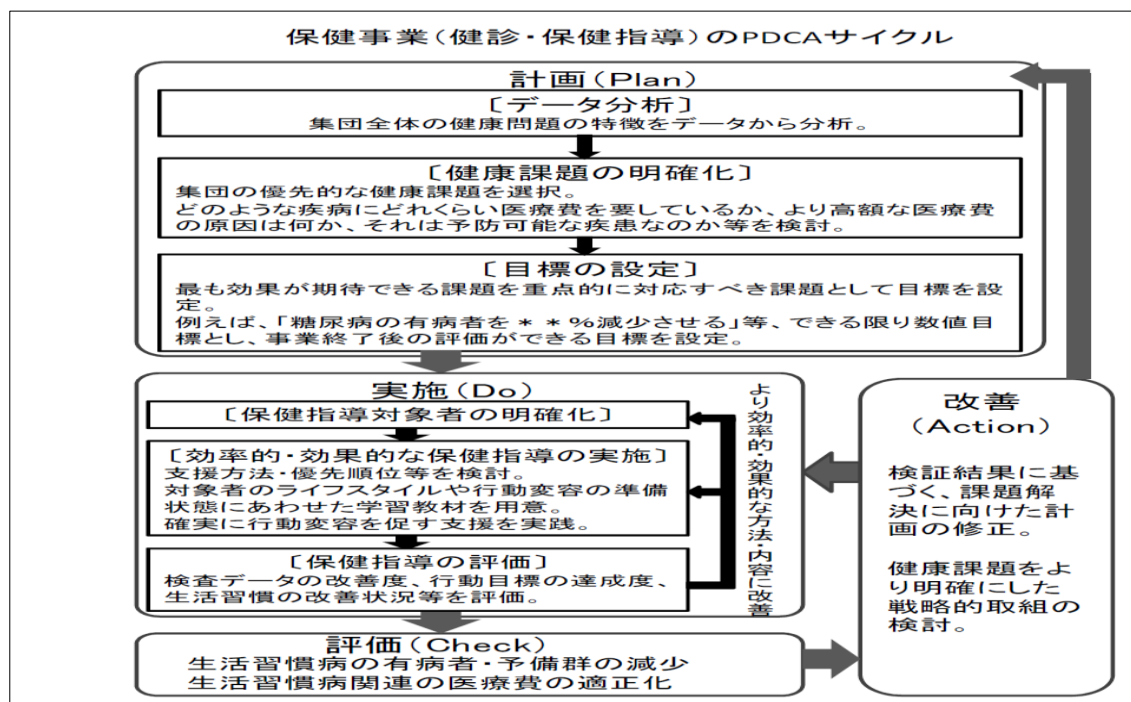 保健事業(健診・保健指導)のPDCAサイクル
計画(Plan)
〔データ分析〕
集団全体の健康問題の特徴をデータから分析。
〔健康課題の明確化〕
集団の優先的な健康課題を選択。
どのような疾病にどれくらい医療費を要しているか、より高額な医療費
の原因は何か、それは予防可能な疾患なのか等を検討。
〔目標の設定〕
最も効果が期待できる課題を重点的に対応すべき課題として目標を設
定。
例えば、「糖尿病の有病者を**%減少させる」等、できる限り数値目
標とし、事業終了後の評価ができる目標を設定。
実施(Do)
〔保健指導対象者の明確化〕
〔効率的・効果的な保健指導の実施〕
支援方法・優先順位等を検討。
対象者のライフスタイルや行動変容の準備
状態にあわせた学習教材を用意。
確実に行動変容を促す支援を実践。
〔保健指導の評価〕
検査データの改善度、行動目標の達成度、
生活習慣の改善状況等を評価。
より効率的・効果的な方法・内容に改善
評価(Check)
生活習慣病の有病者・予備群の減少
生活習慣病関連の医療費の適正化
改善
(Action)
検証結果に基
づく、課題解
決に向けた計
画の修正。
健康課題をよ
り明確にした
戦略的取組の
検討。